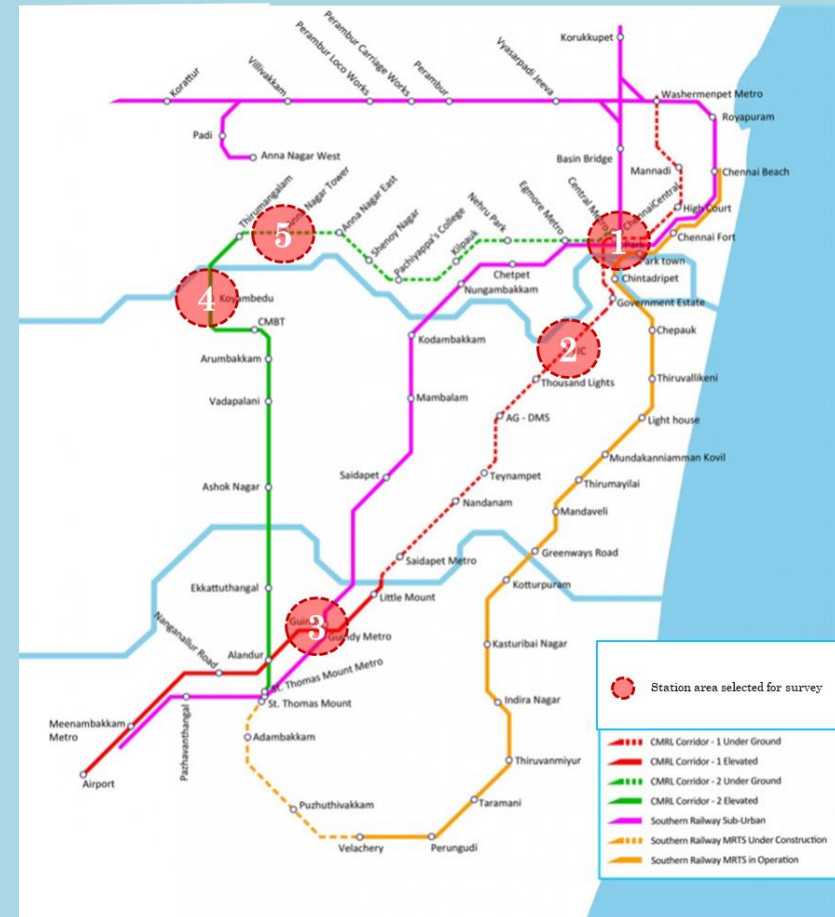 Korukkupet
Korattur
Villivakkam
Perambur Loco Works
Perambur Carriage Works
Perambur
Vyasarpadi Jeeva
Washermenpet Metro
Royapuram
Padi
Anna Nagar West
Basin Bridge
Mannadi
Chennai Beach
Thirumangalam
Anna Nagar Tower
Anna Nagar East
Shenoy Nagar
Pachiyappa's College
Kilpauk
Nehru Park
Egmore Metro
Central Metro
ChennaiCentral
High Court
Chennai Fort
1
Park
Park town
5
Chetpet
Nungambakkam
Chintadripet
Government Estate
4
Koyambedu
CMBT
Arumbakkam
Kodambakkam
2
Chepauk
Thousand Lights
Thiruvallikeni
Vadapalani
Mambalam
AG - DMS
Light house
Ashok Nagar
Saidapet
Teynampet
Mundakanniamman Kovil
Nandanam
Thirumayilai
Mandaveli
Saidapet Metro
Greenways Road
Ekkattuthangal
Little Mount
Kotturpuram
3
Guindy Metro
Nanganallur Road
Alandur
Kasturibai Nagar
St. Thomas Mount Metro
St. Thomas Mount
Indira Nagar
Meenambakkam
Metro
Pazhavanthangal
Adambakkam
Airport
Thiruvanmiyur
Puzhuthivakkam
Taramani
Velachery
Perungudi
Station area selected for survey
CMRL Corridor - 1 Under Ground
CMRL Corridor - 1 Elevated
CMRL Corridor - 2 Under Ground
CMRL Corridor - 2 Elevated
Southern Railway Sub-Urban
Southern Railway MRTS Under Construction
Southern Railway MRTS in Operation